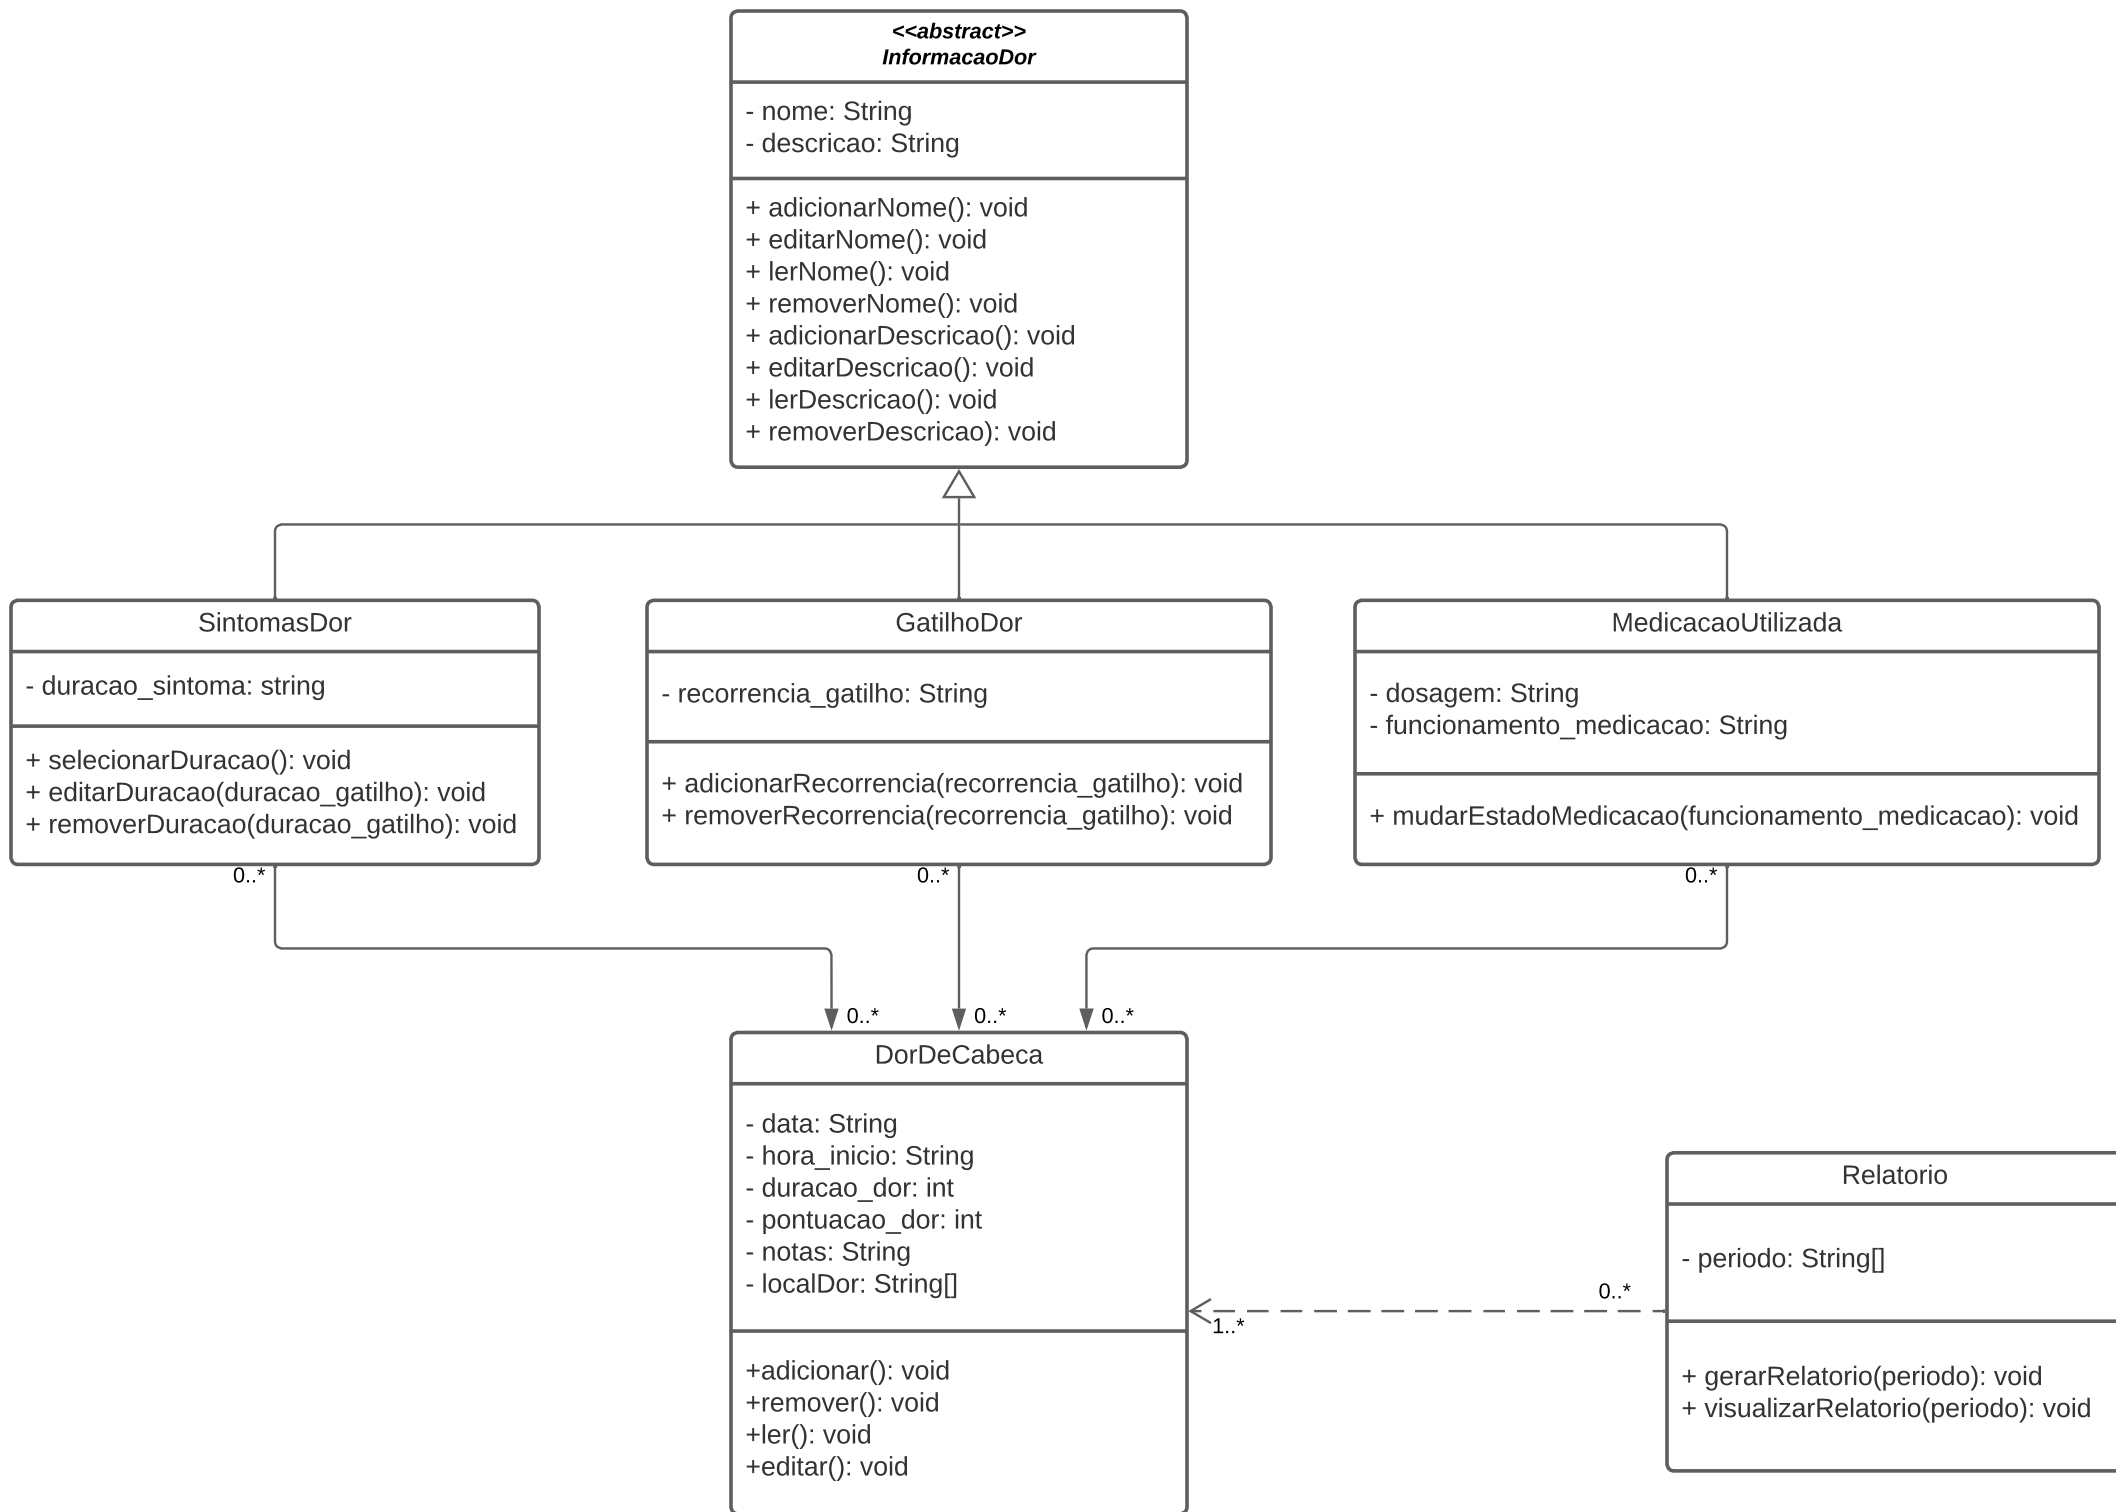 <<abstract>>
InformacaoDor
- nome: String
- descricao: String
+ adicionarNome(): void
+ editarNome(): void
+ lerNome(): void
+ removerNome(): void
+ adicionarDescricao(): void
+ editarDescricao(): void
+ lerDescricao(): void
+ removerDescricao): void
SintomasDor
- duracao_sintoma: string
+ selecionarDuracao(): void
+ editarDuracao(duracao_gatilho): void
+ removerDuracao(duracao_gatilho): void
GatilhoDor
- recorrencia_gatilho: String
+ adicionarRecorrencia(recorrencia_gatilho): void
+ removerRecorrencia(recorrencia_gatilho): void
MedicacaoUtilizada
- dosagem: String
- funcionamento_medicacao: String
+ mudarEstadoMedicacao(funcionamento_medicacao): void
0..*
0..*
0..*
0..*
0..*
0..*
DorDeCabeca
- data: String
- hora_inicio: String
- duracao_dor: int
- pontuacao_dor: int
- notas: String
- localDor: String[]
+adicionar(): void
+remover(): void
+ler(): void
+editar(): void
1..*
0..*
Relatorio
- periodo: String[]
+ gerarRelatorio(periodo): void
+ visualizarRelatorio(periodo): void